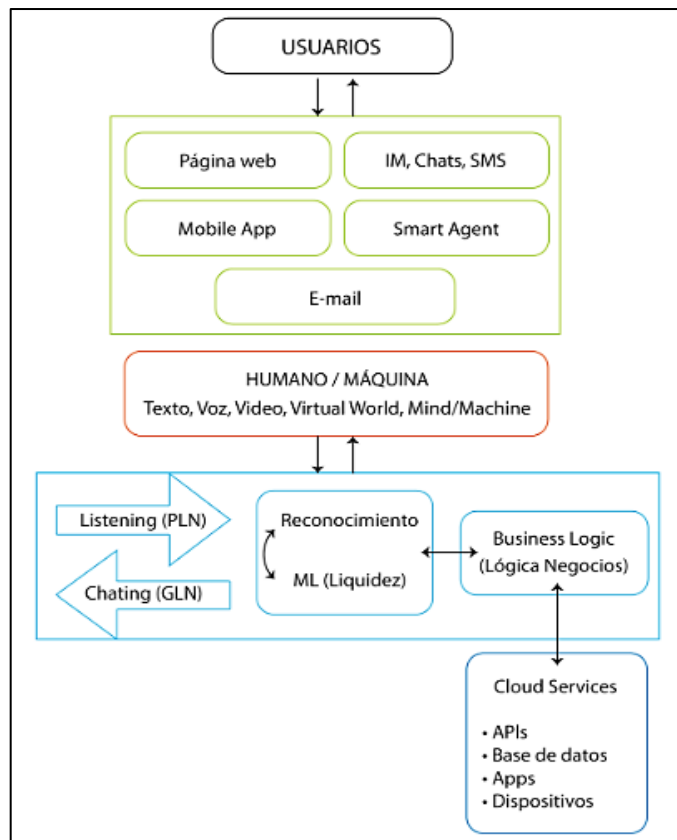 USUARIOS
Página web
IM, Chats, SMS
Mobile App
Smart Agent
E-mail
HUMANO / MÁQUINA
Texto, Voz, Video, Virtual World, Mind/Machine
Listening (PLN)
Chating (GLN)
Reconocimiento
ML (Liquidez)
Business Logic
(Lógica Negocios)
Cloud Services
• APIs
• Base de datos
• Apps
• Dispositivos